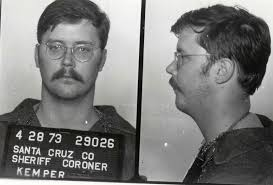 4 28 73 29026
SANTA CRUZ CO
SHERIFF CORONER
KEMPER